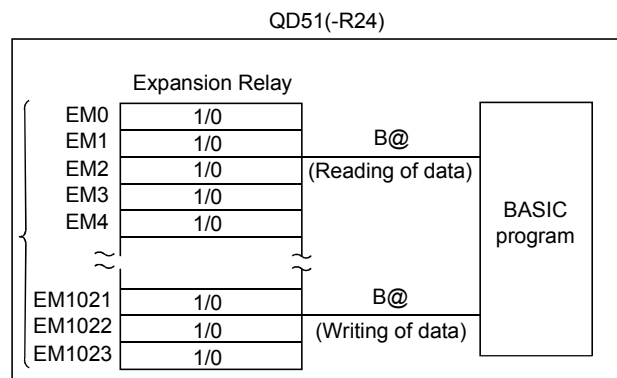 QD51(-R24)
Expansion Relay
EM0 1/0
EM1 1/0 B@
EM2 1/0 (Reading of data)
EM3 1/0
EM4 1/0
BASIC
program
EM1021 1/0 B@
EM1022 1/0 (Writing of data)
EM1023 1/0